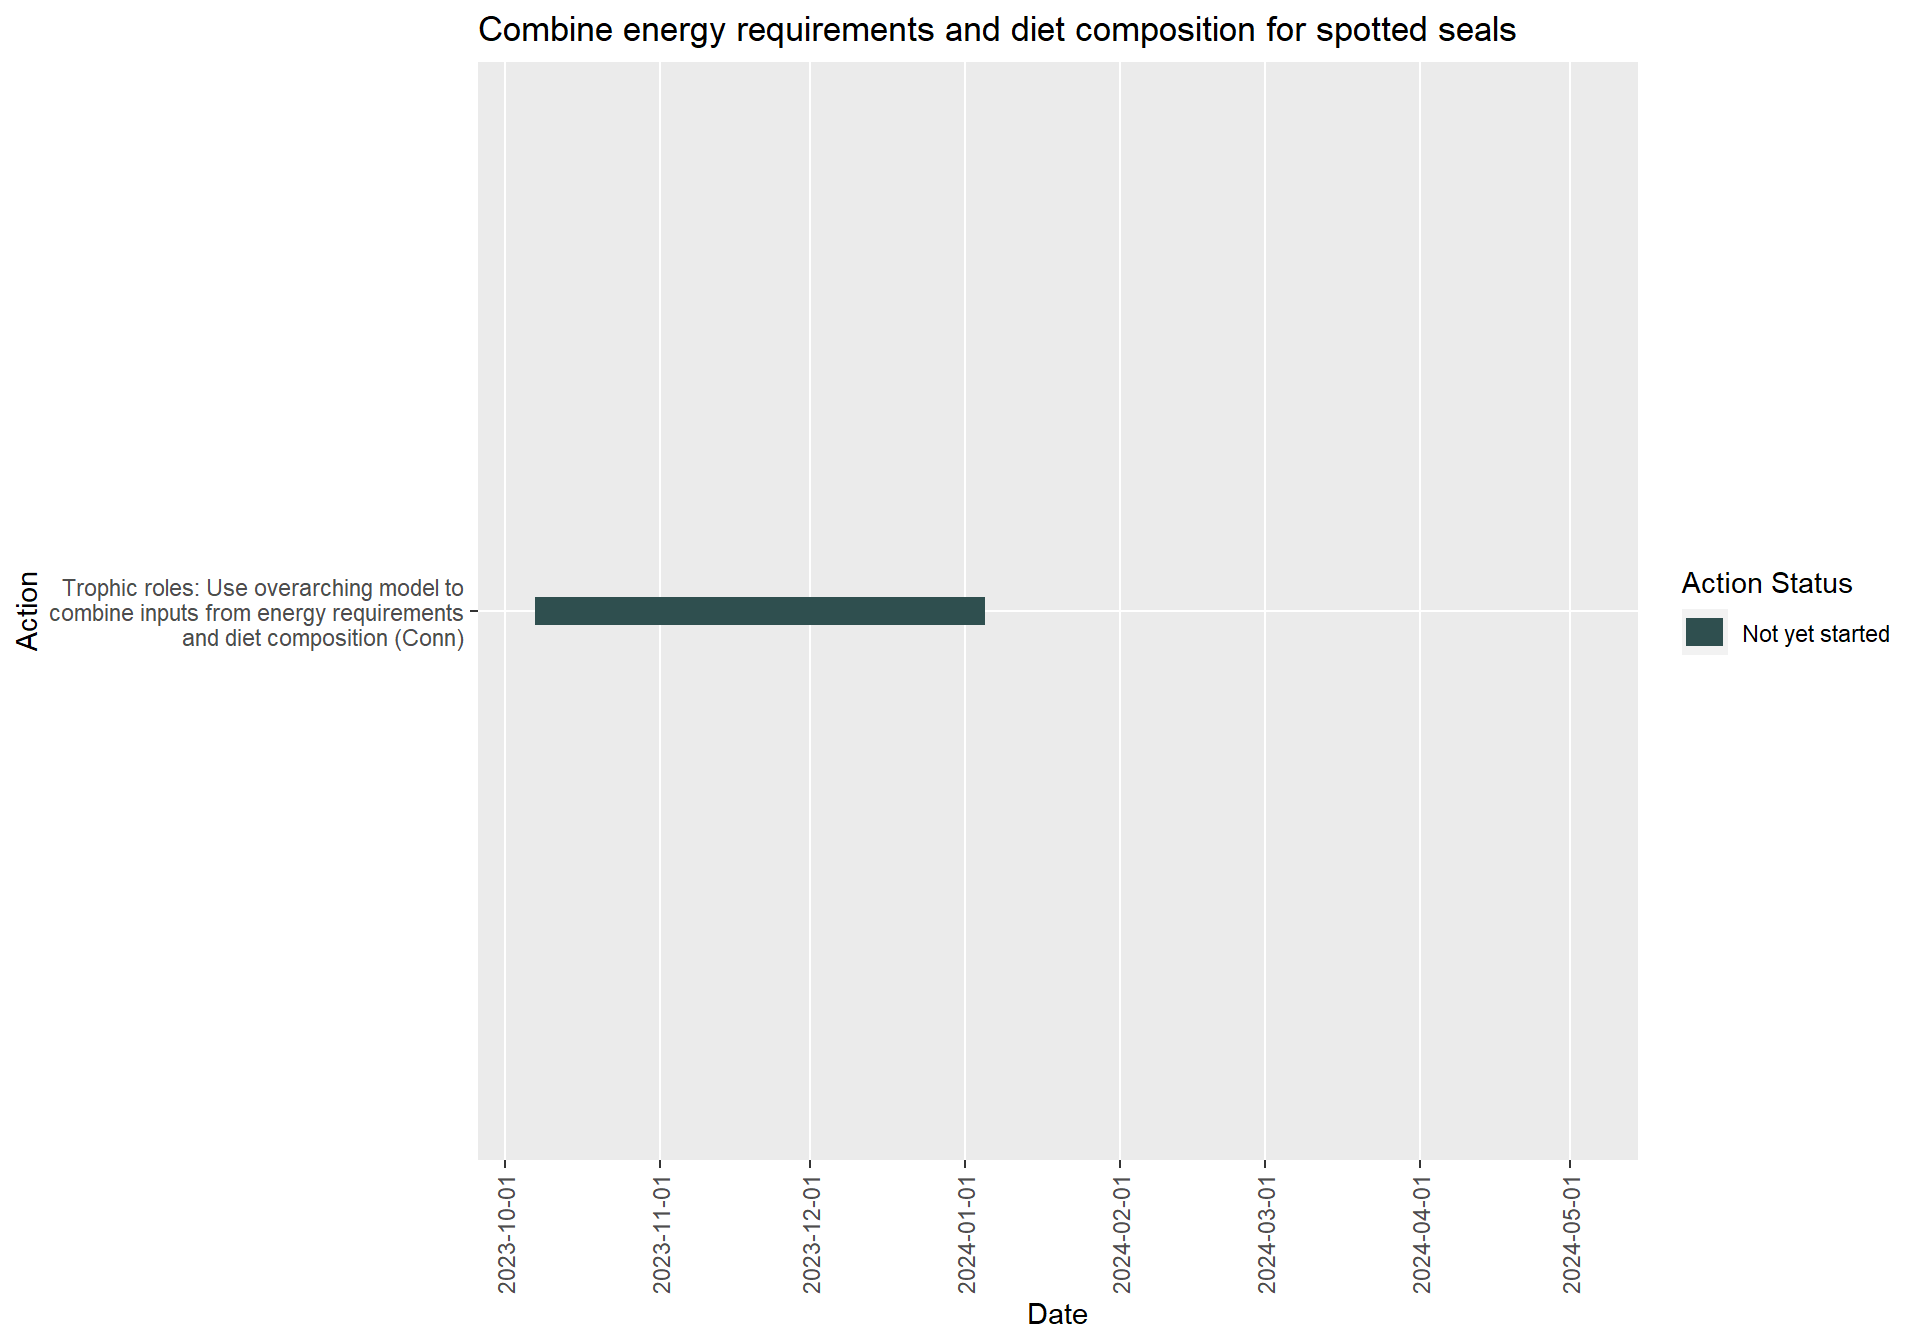 Combine energy requirements and diet composition for spotted seals
Action
Trophic roles: Use overarching model to
combine inputs from energy requirements
and diet composition (Conn)
Action Status
Not yet started
2023-10-01
2023-11-01
2023-12-01
2024-01-01
2024-02-01
2024-03-01
2024-04-01
2024-05-01
Date